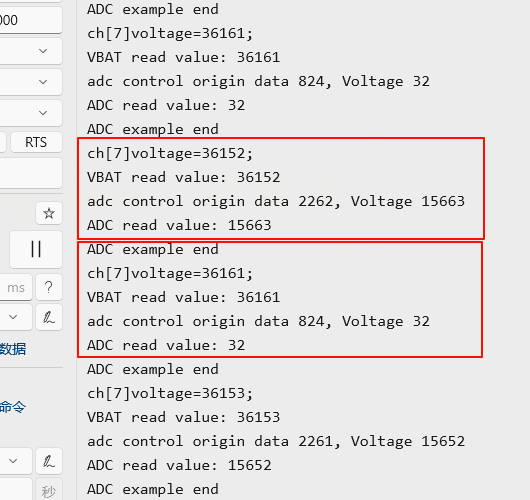 000
RTS
☆
||
ms
?
数据
命令
秒
ADC example end
ch[7]voltage=36161;
VBAT read value: 36161
adc control origin data 824, Voltage 32
ADC read value: 32
ADC example end
ch[7]voltage=36152;
VBAT read value: 36152
adc control origin data 2262, Voltage 15663
ADC read value: 15663
ADC example end
ch[7]voltage=36161;
VBAT read value: 36161
adc control origin data 824, Voltage 32
ADC read value: 32
ADC example end
ch[7]voltage=36153;
VBAT read value: 36153
adc control origin data 2261, Voltage 15652
ADC read value: 15652
ADC example end